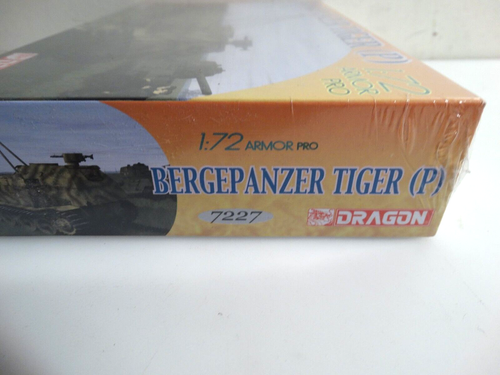 1:72 ARMOR PRO
BERGEPANZER TIGER (P)
7227
DRAGON